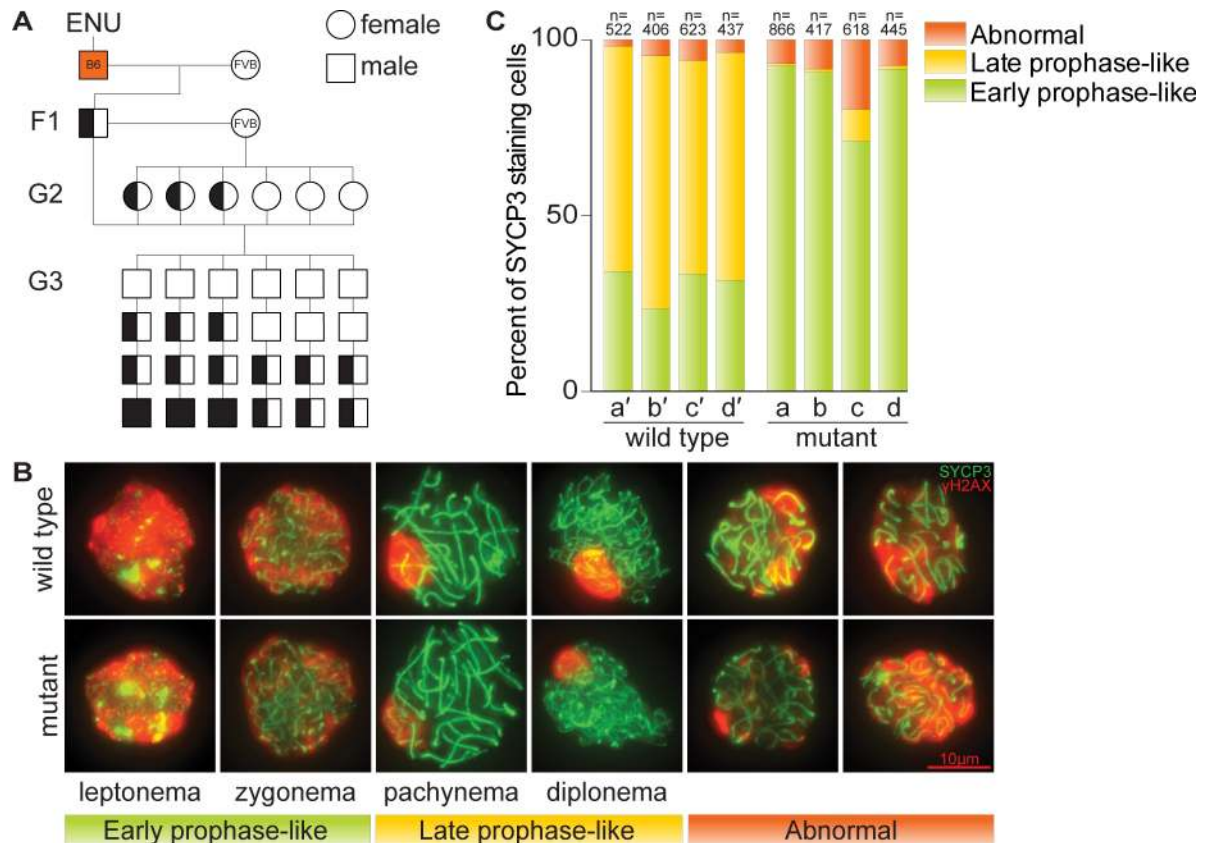 A
ENU
B6
FVB
female
male
F1
FVB
G2
G3
C
n= n= n= n= n= n= n= n=
522 406 623 437 866 417 618 445
Abnormal
Late prophase-like
Early prophase-like
Percent of SYCP3 staining cells
100
50
0
a′ b′ c′ d′ a b c d
wild type mutant
B
SYCP3
γH2AX
wild type
mutant
10μm
leptonema zygonema pachynema diplonema
Early prophase-like Late prophase-like Abnormal